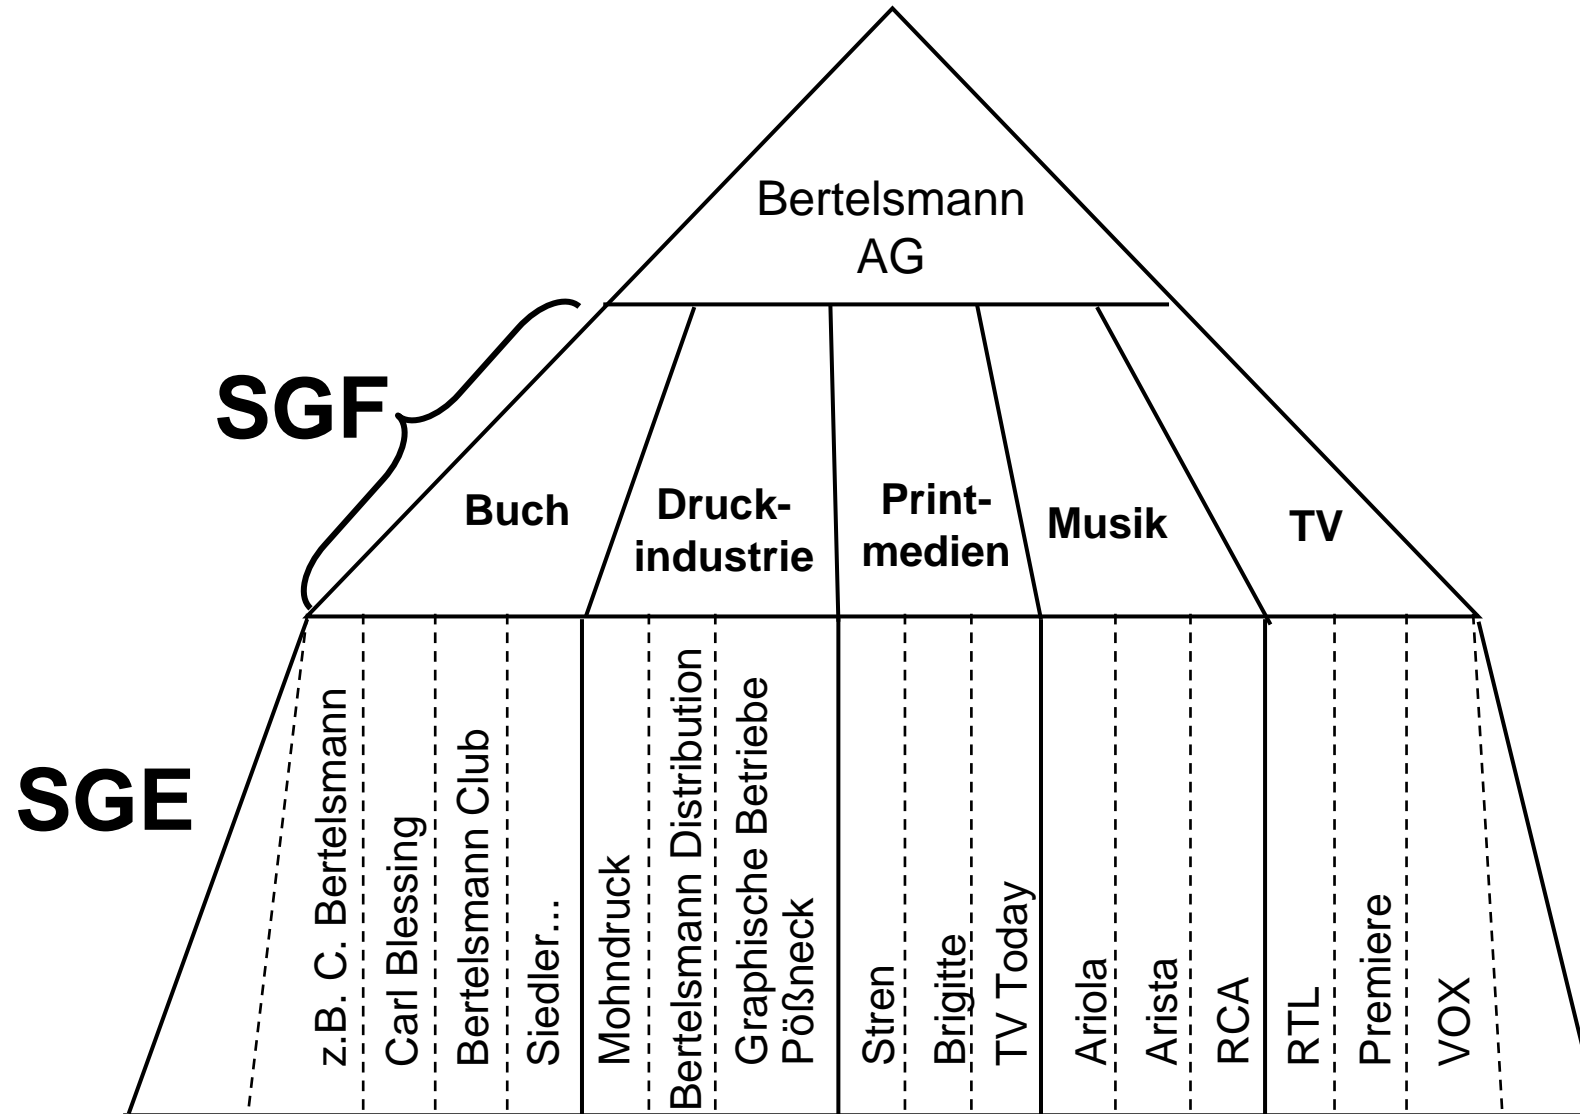 Bertelsmann
AG
SGF
Buch
Druck-
industrie
Print-
medien
Musik
TV
SGE
z.B. C. Bertelsmann
Carl Blessing
Bertelsmann Club
Siedler...
Mohndruck
Bertelsmann Distribution
Graphische Betriebe
Pößneck
Stren
Brigitte
TV Today
Ariola
Arista
RCA
RTL
Premiere
VOX